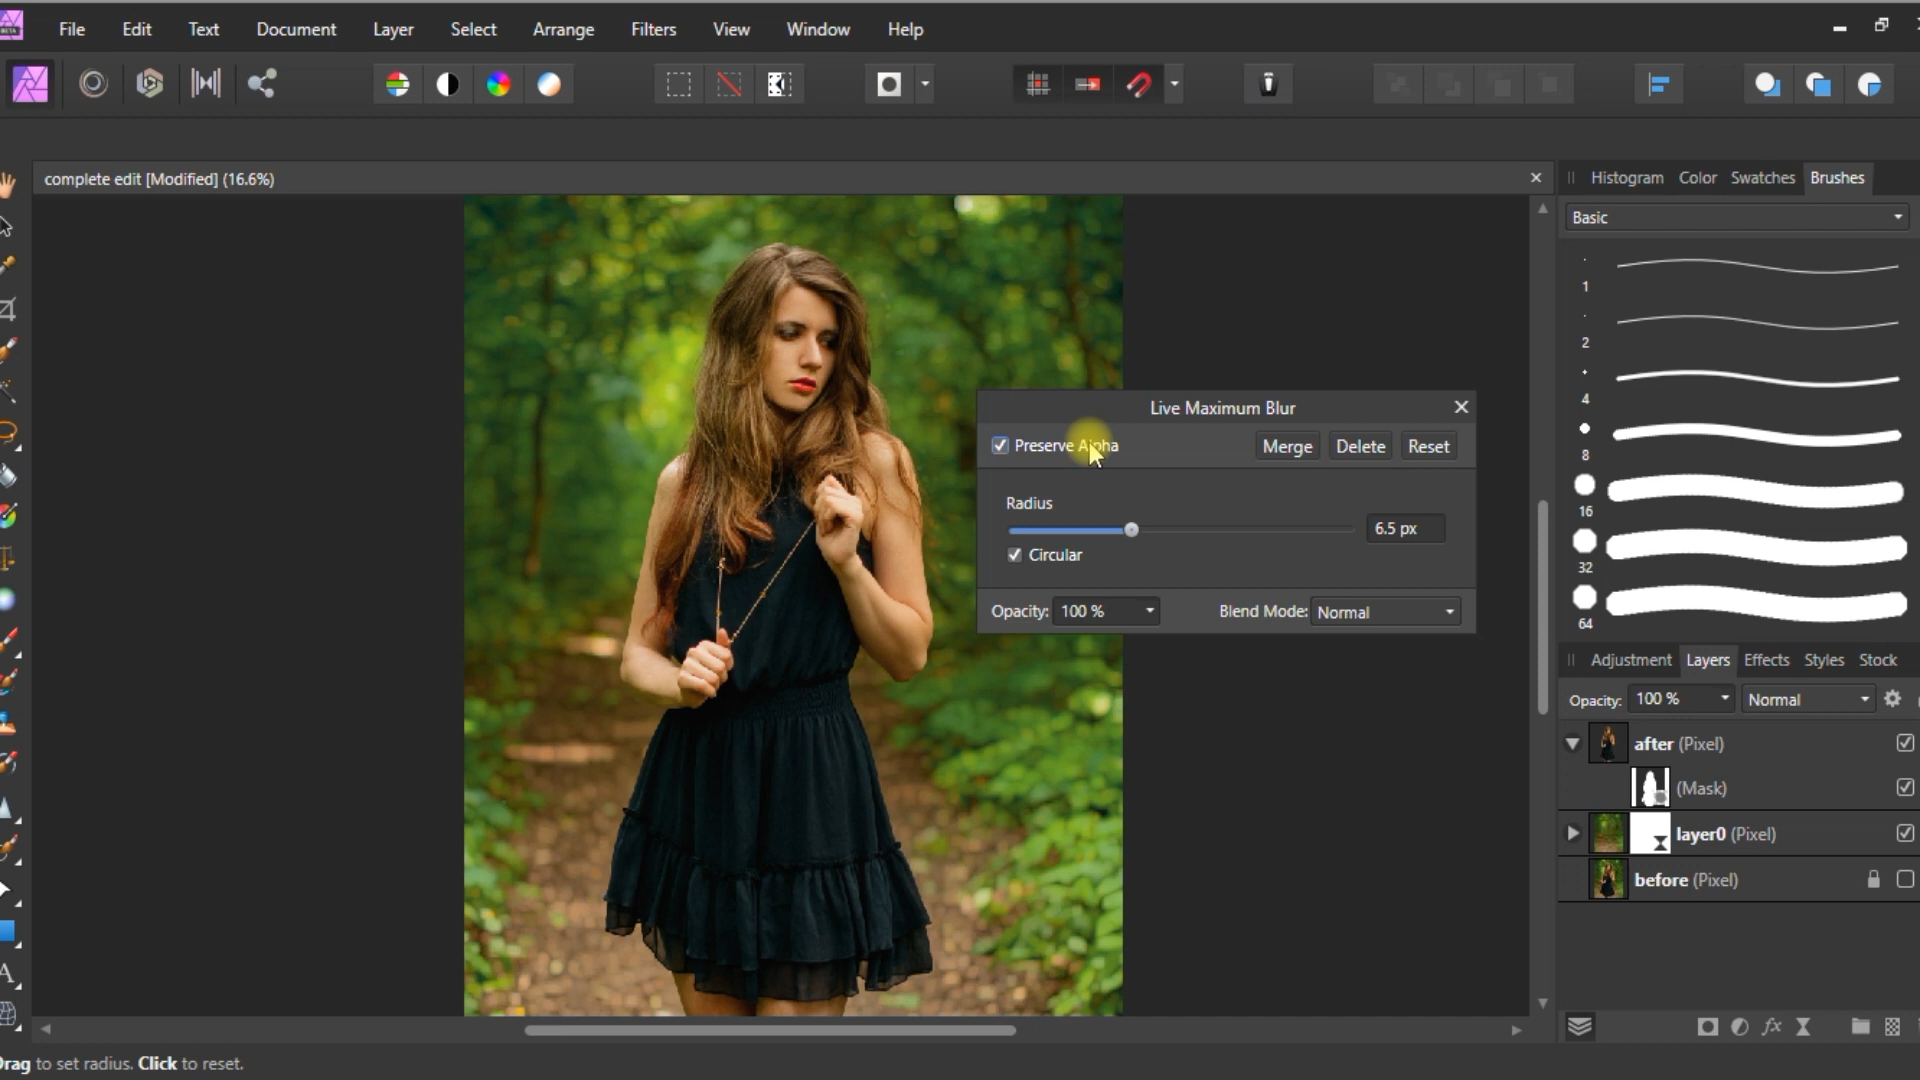 BETA
File Edit Text Document Layer Select Arrange Filters View Window Help
complete edit [Modified] (16.6%)
Histogram Color Swatches Brushes
Basic
1
2
4
8
16
32
64
Live Maximum Blur
Preserve Alpha Merge Delete Reset
Radius
6.5 px
Circular
Opacity: 100 % Blend Mode: Normal
Adjustment Layers Effects Styles Stock
Opacity: 100 % Normal
after (Pixel)
(Mask)
layer0 (Pixel)
before (Pixel)
A
fx
Drag to set radius. Click to reset.